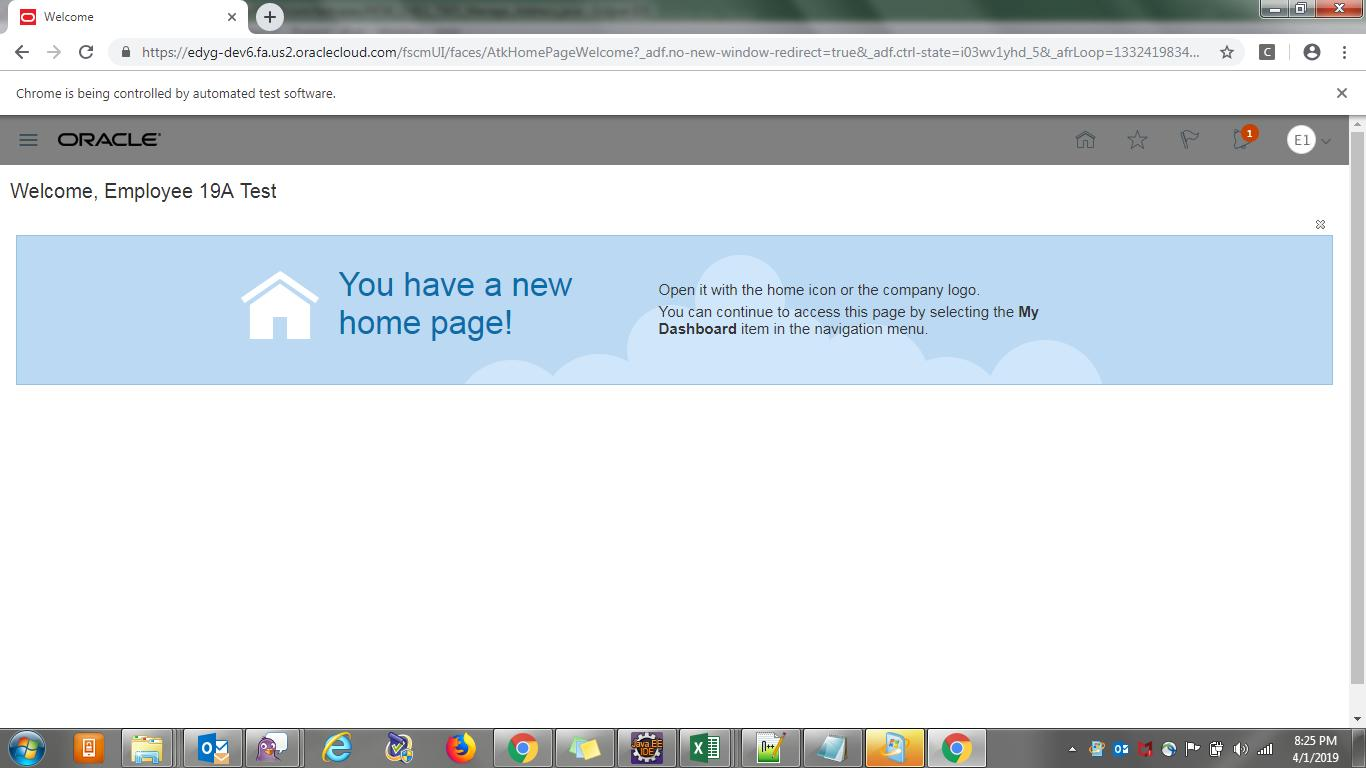 Welcome
https://edyg-dev6.fa.us2.oraclecloud.com/fscmUI/faces/AtkHomePageWelcome?_adf.no-new-window-redirect=true&_adf.ctrl-state=i03wv1yhd_5&_afrLoop=1332419834...
C
Chrome is being controlled by automated test software.
ORACLE
1
E1
Welcome, Employee 19A Test
You have a new
home page!
Open it with the home icon or the company logo.
You can continue to access this page by selecting the My
Dashboard item in the navigation menu.
Java EE
IDE
8:25 PM
4/1/2019